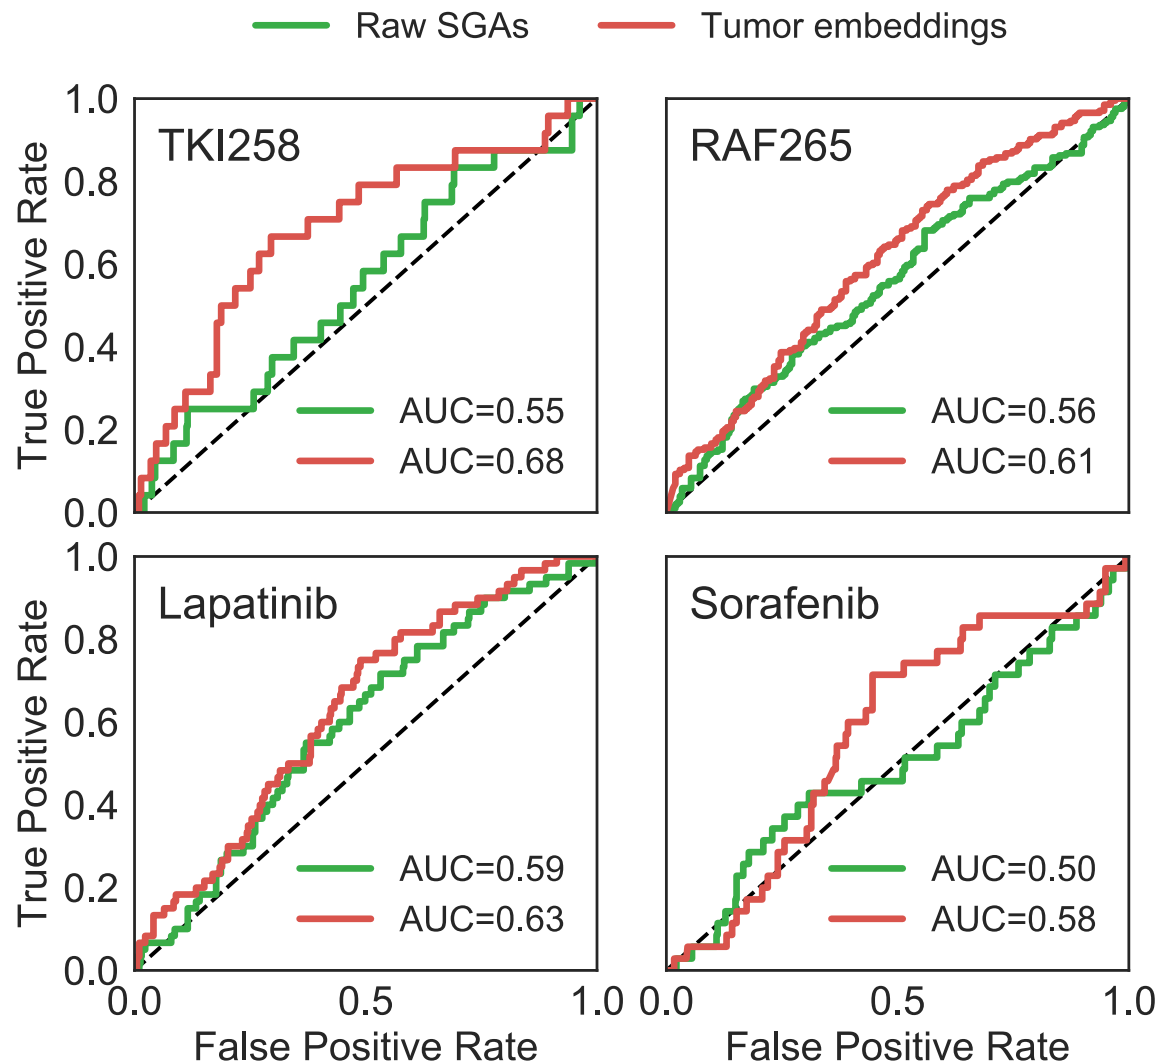 Raw SGAs Tumor embeddings
TKI258
True Positive Rate
1.0
0.8
0.6
0.4
0.2
0.0
AUC=0.55
AUC=0.68
RAF265
AUC=0.56
AUC=0.61
Lapatinib
True Positive Rate
1.0
0.8
0.6
0.4
0.2
0.0
AUC=0.59
AUC=0.63
0.0 0.5 1.0
False Positive Rate
Sorafenib
AUC=0.50
AUC=0.58
0.0 0.5 1.0
False Positive Rate